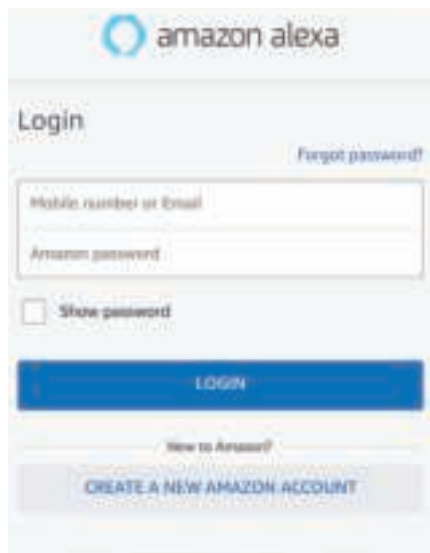 amazon alexa
Login
Forgot password?
Mobile number or Email
Amazon password
Show password
LOGIN
New to Amazon?
CREATE A NEW AMAZON ACCOUNT